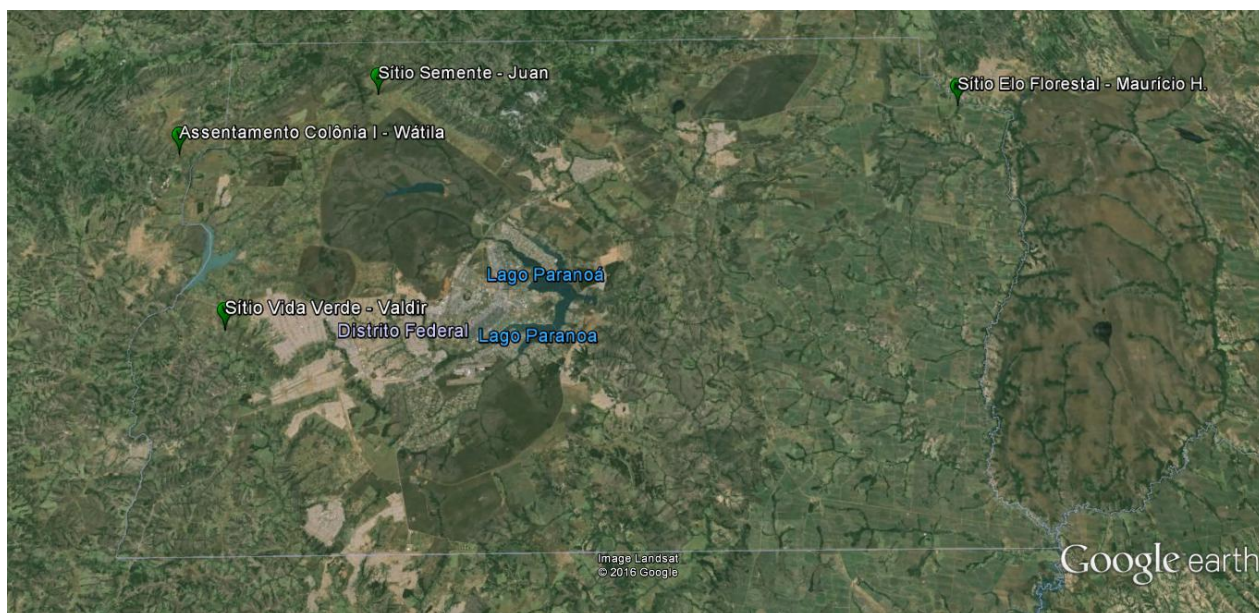 Sítio Semente - Juan
Sítio Elo Florestal - Maurício H.
Assentamento Colônia I - Wátila
Lago Paranoá
Sítio Vida Verde - Valdir
Distrito Federal
Lago Paranoa
Image Landsat
© 2016 Google
Google earth